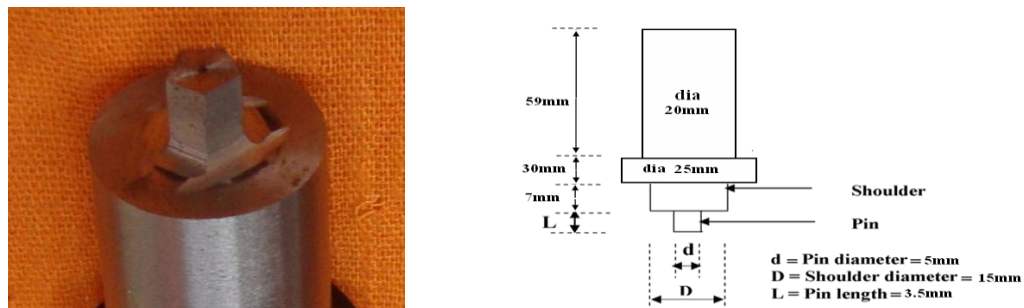 59mm
dia
20mm
30mm
dia 25mm
7mm
Shoulder
L
Pin
d
D
d = Pin diameter = 5mm
D = Shoulder diameter = 15mm
L = Pin length = 3.5mm